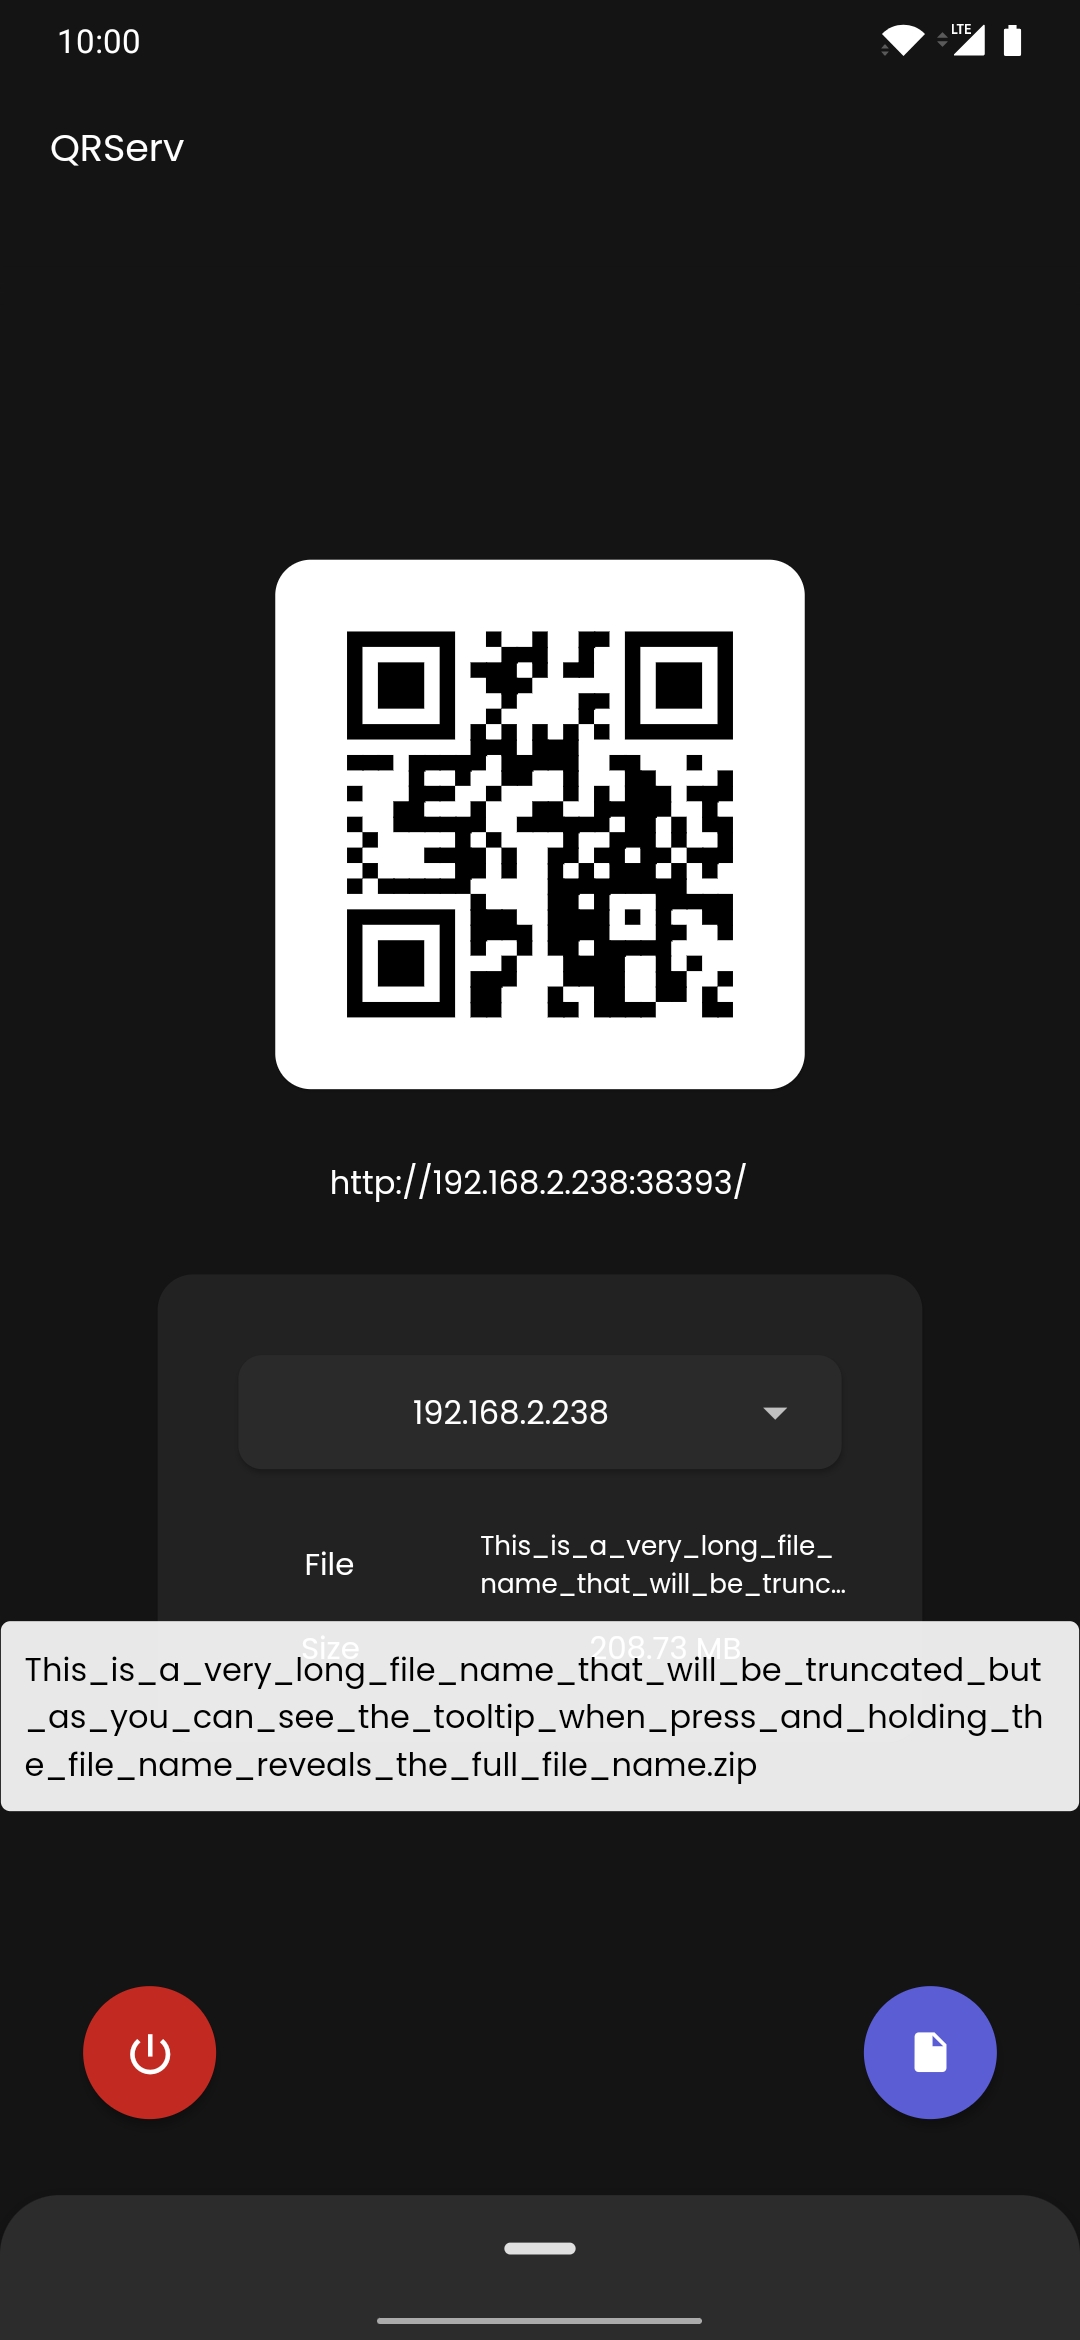 10:00
LTE
QRServ
http://192.168.2.238:38393/
192.168.2.238
File
This_is_a_very_long_file_
name_that_will_be_trunc...
Size
208.73 MB
This_is_a_very_long_file_name_that_will_be_truncated_but
_as_you_can_see_the_tooltip_when_press_and_holding_th
e_file_name_reveals_the_full_file_name.zip